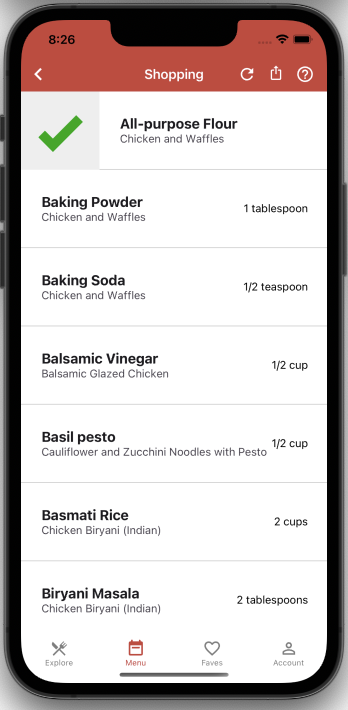 8:26
Shopping
All-purpose Flour
Chicken and Waffles
Baking Powder
Chicken and Waffles
1 tablespoon
Baking Soda
Chicken and Waffles
1/2 teaspoon
Balsamic Vinegar
Balsamic Glazed Chicken
1/2 cup
Basil pesto
Cauliflower and Zucchini Noodles with Pesto
1/2 cup
Basmati Rice
Chicken Biryani (Indian)
2 cups
Biryani Masala
Chicken Biryani (Indian)
2 tablespoons
Explore Menu Faves Account